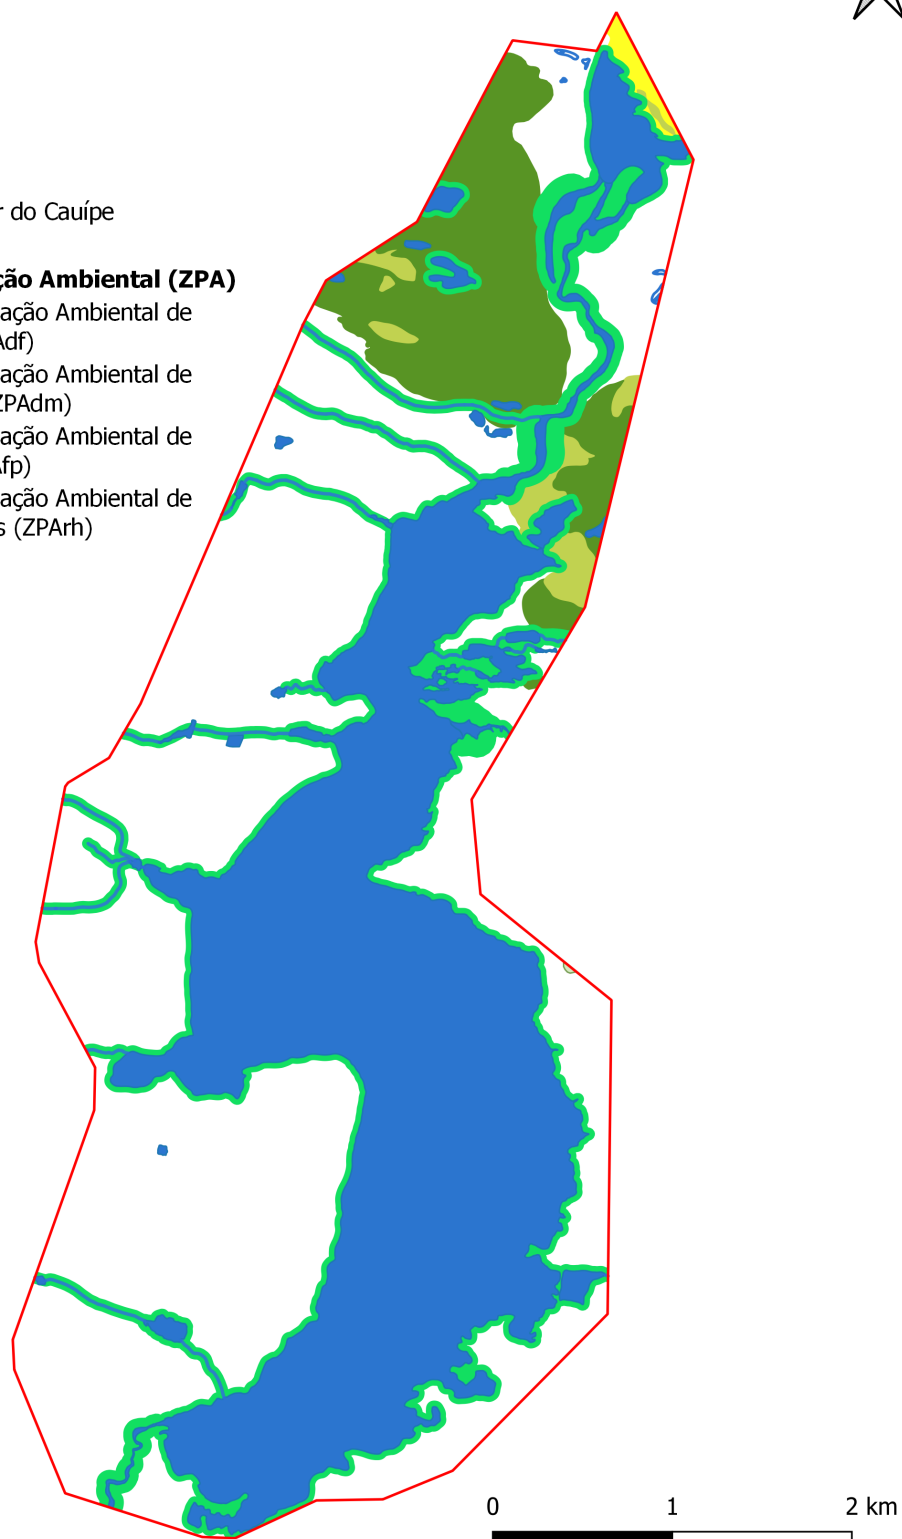 r do Cauípe
ção Ambiental (ZPA)
ação Ambiental de
Adf)
ação Ambiental de
ZPAdm)
ação Ambiental de
Afp)
ação Ambiental de
s (ZPArh)
0 1 2 km